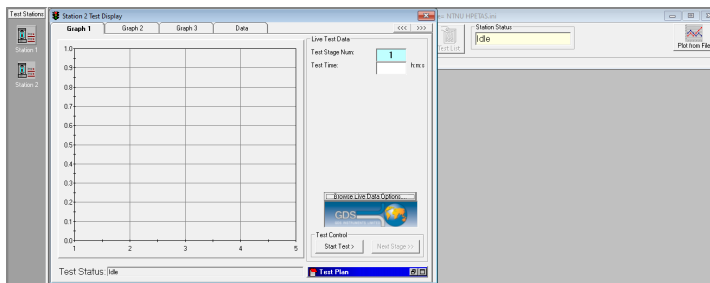 Test Stations
Station 1
Station 2
Station 2 Test Display
Graph 1
Graph 2
Graph 3
Data
<<<
>>>
1.0
0.9
0.8
0.7
0.6
0.5
0.4
0.3
0.2
0.1
0.0
1 2 3 4 5
Live Test Data
Test Stage Num:
1
Test Time:
h:m:s
Browse Live Data Options...
GDS
Test Control
Start Test >
Next Stage >>
Test Status: Idle
Test Plan
NTNU HPETAS.ini
Test List
Station Status
Idle
Plot from File